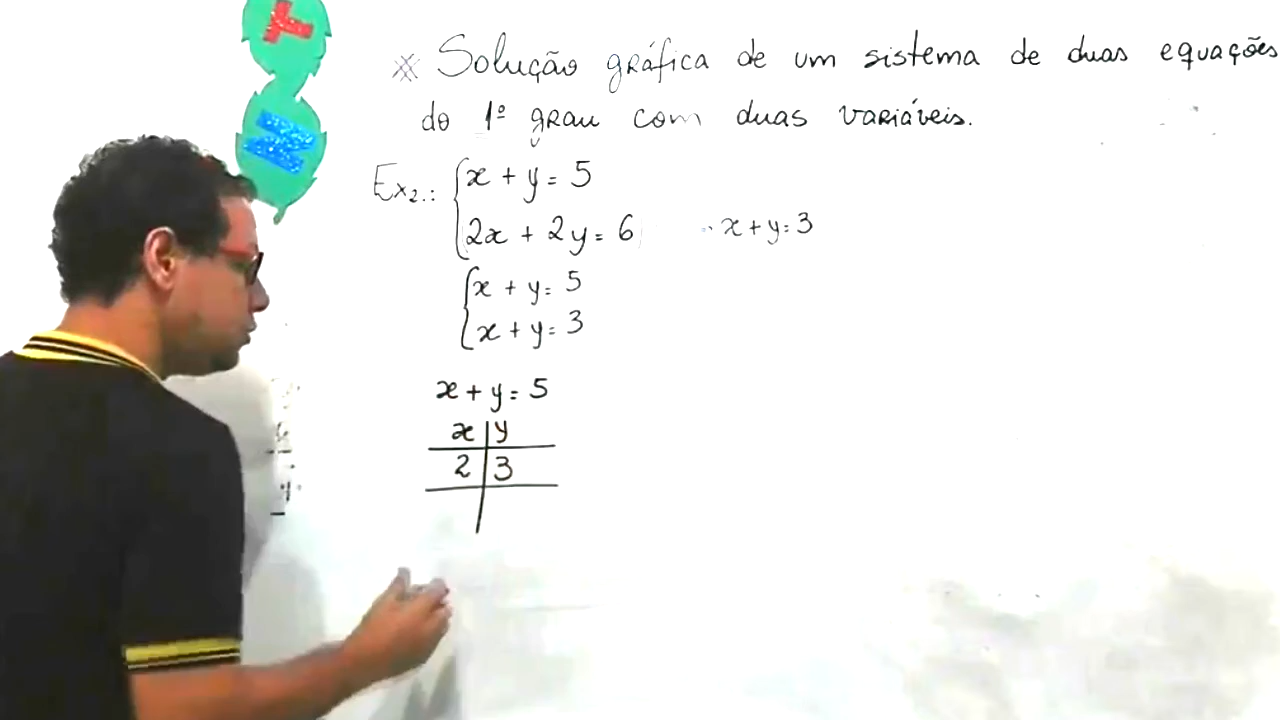 T
N
* Solução gráfica de um sistema de duas equações
do 1º grau com duas variáveis.
Ex2.: { x + y = 5
2x + 2y = 6 x + y = 3
{ x + y = 5
x + y = 3
x + y = 5
x | y
2 | 3